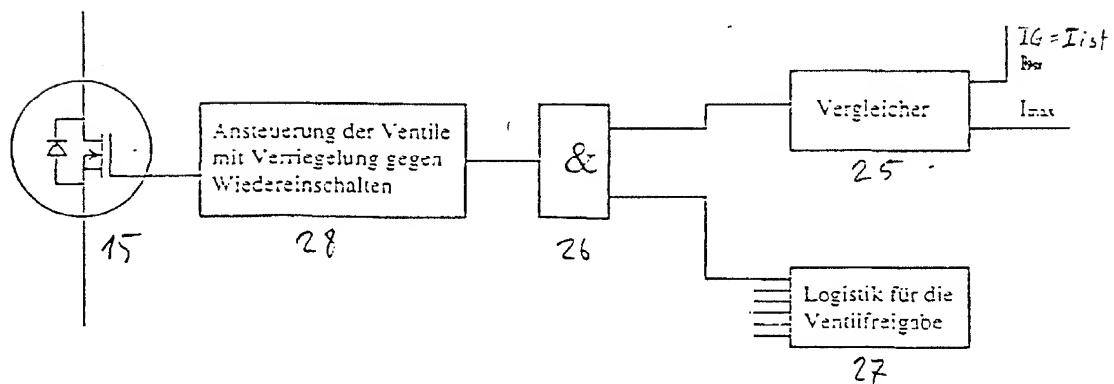 IG = Iist
Imax
Vergleicher
25
Ansteuerung der Ventile
mit Verriegelung gegen
Wiedereinschalten
28
&
26
15
Logistik für die
Ventilfreigabe
27